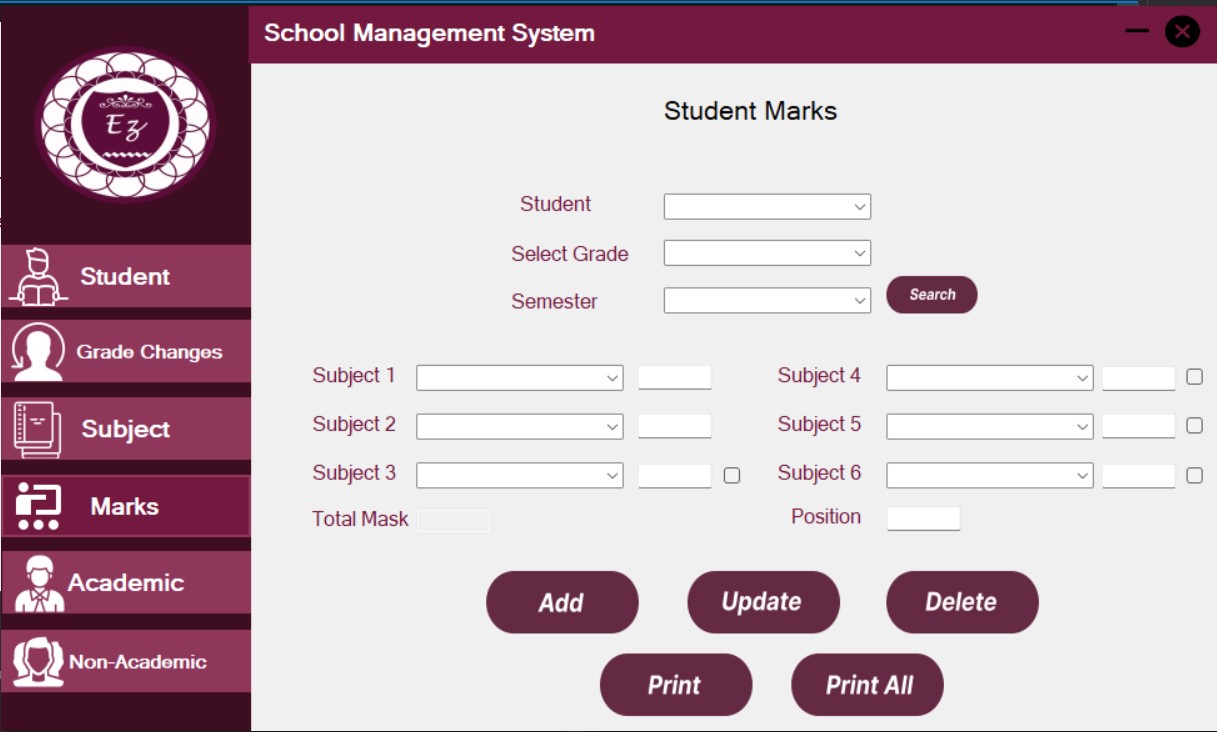 School Management System
Ez
Student
Grade Changes
Subject
Marks
Academic
Non-Academic
Student Marks
Student
Select Grade
Semester
Search
Subject 1
Subject 4
Subject 2
Subject 5
Subject 3
Subject 6
Total Mask
Position
Add
Update
Delete
Print
Print All